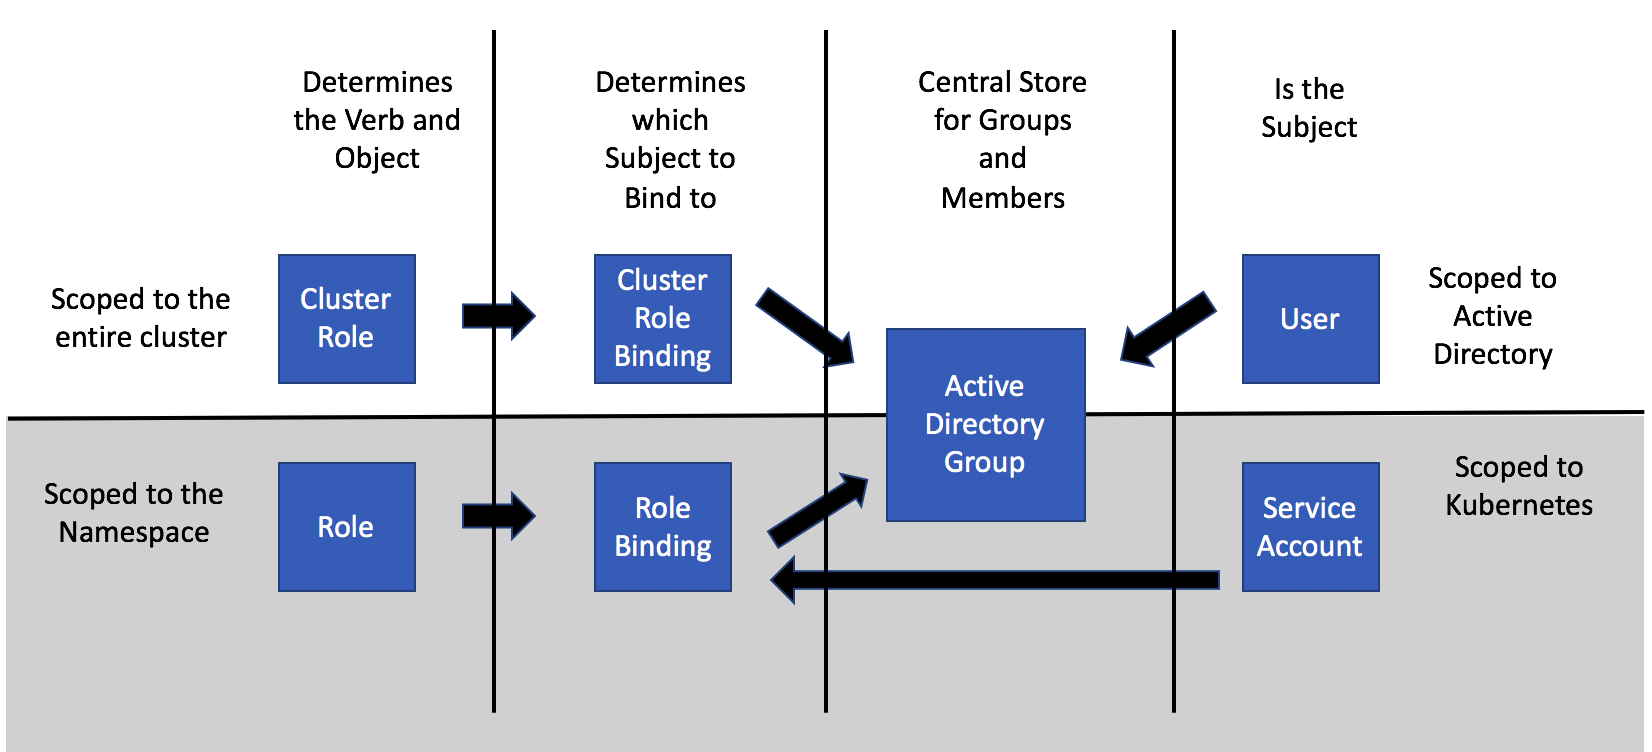 Determines
the Verb and
Object
Determines
which
Subject to
Bind to
Central Store
for Groups
and
Members
Is the
Subject
Scoped to the
entire cluster
Cluster
Role
Cluster
Role
Binding
Active
Directory
Group
User
Scoped to
Active
Directory
Scoped to the
Namespace
Role
Role
Binding
Service
Account
Scoped to
Kubernetes